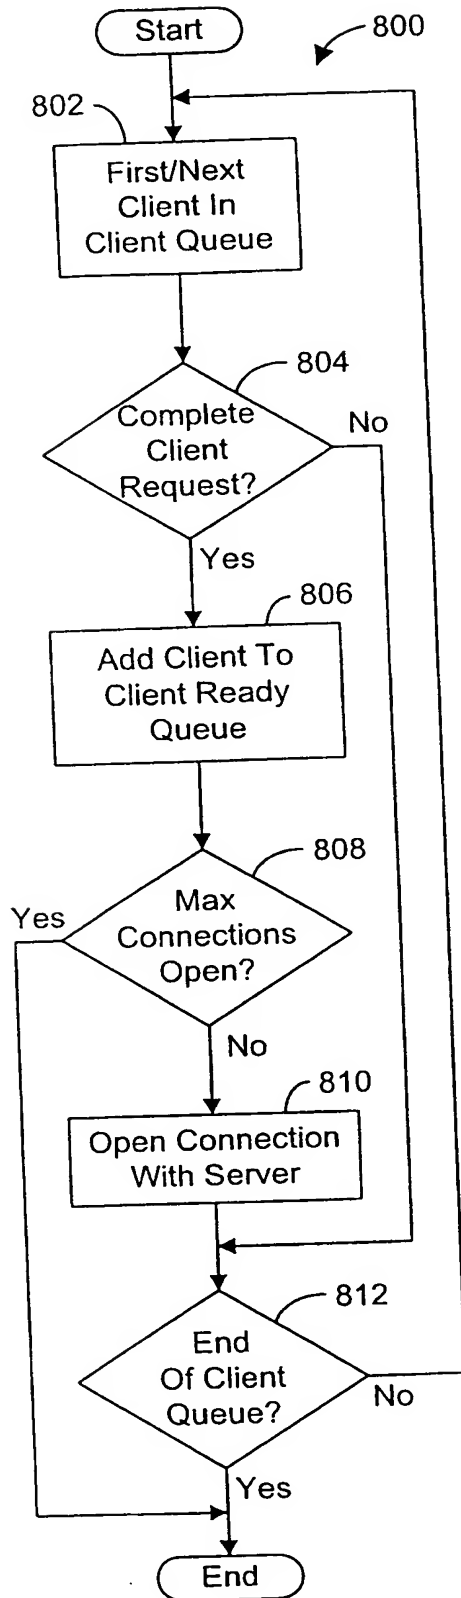 Start
800
802
First/Next
Client In
Client Queue
804
Complete
Client
Request?
No
Yes
806
Add Client To
Client Ready
Queue
808
Yes
Max
Connections
Open?
No
810
Open Connection
With Server
812
End
Of Client
Queue?
No
Yes
End